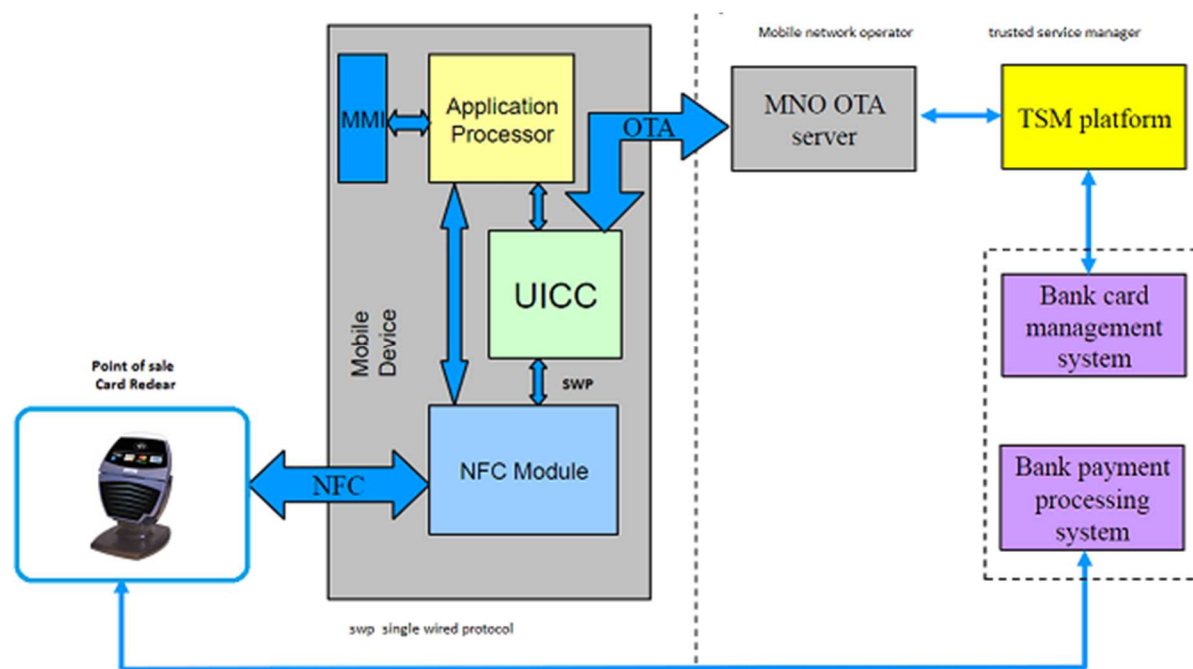 Mobile network operator
trusted service manager
MMI
Application
Processor
OTA
MNO OTA
server
TSM platform
UICC
Mobile
Device
SWP
Bank card
management
system
Point of sale
Card Redear
NFC
NFC Module
Bank payment
processing
system
swp single wired protocol